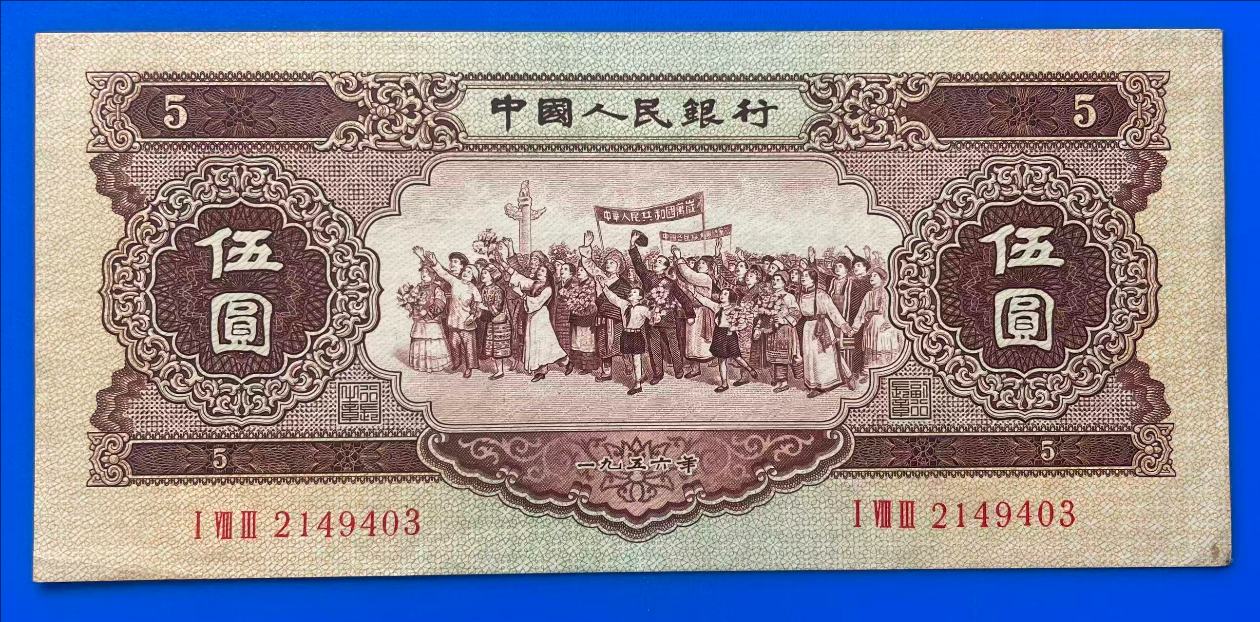 5 中國人民銀行 5
中華人民共和國萬歲
伍圓
伍圓
5 一九五六年 5
I VIII III 2149403
I VIII III 2149403